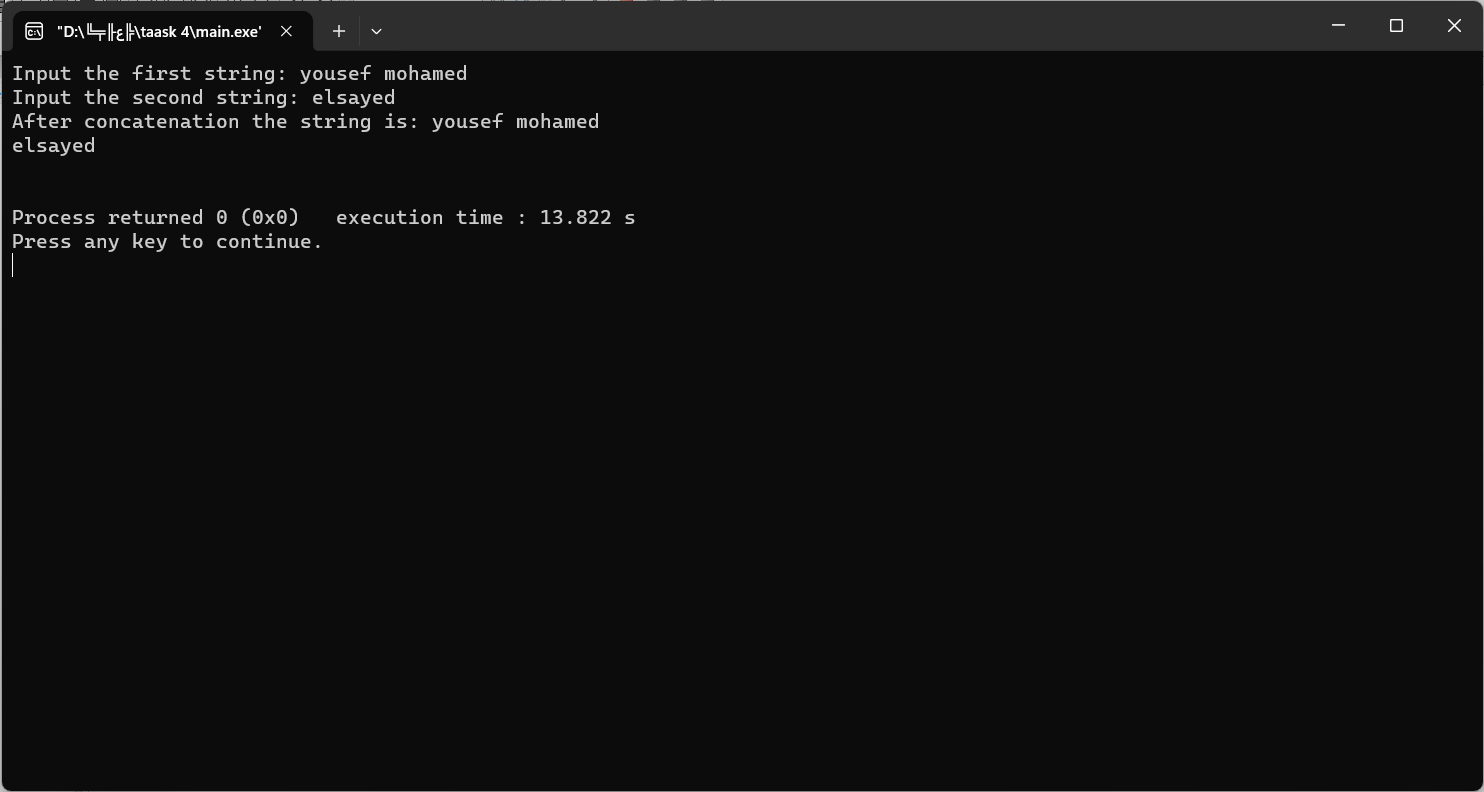 "D:\╚╤╟ع╠\taask 4\main.exe"
Input the first string: yousef mohamed
Input the second string: elsayed
After concatenation the string is: yousef mohamed
elsayed
Process returned 0 (0x0)   execution time : 13.822 s
Press any key to continue.